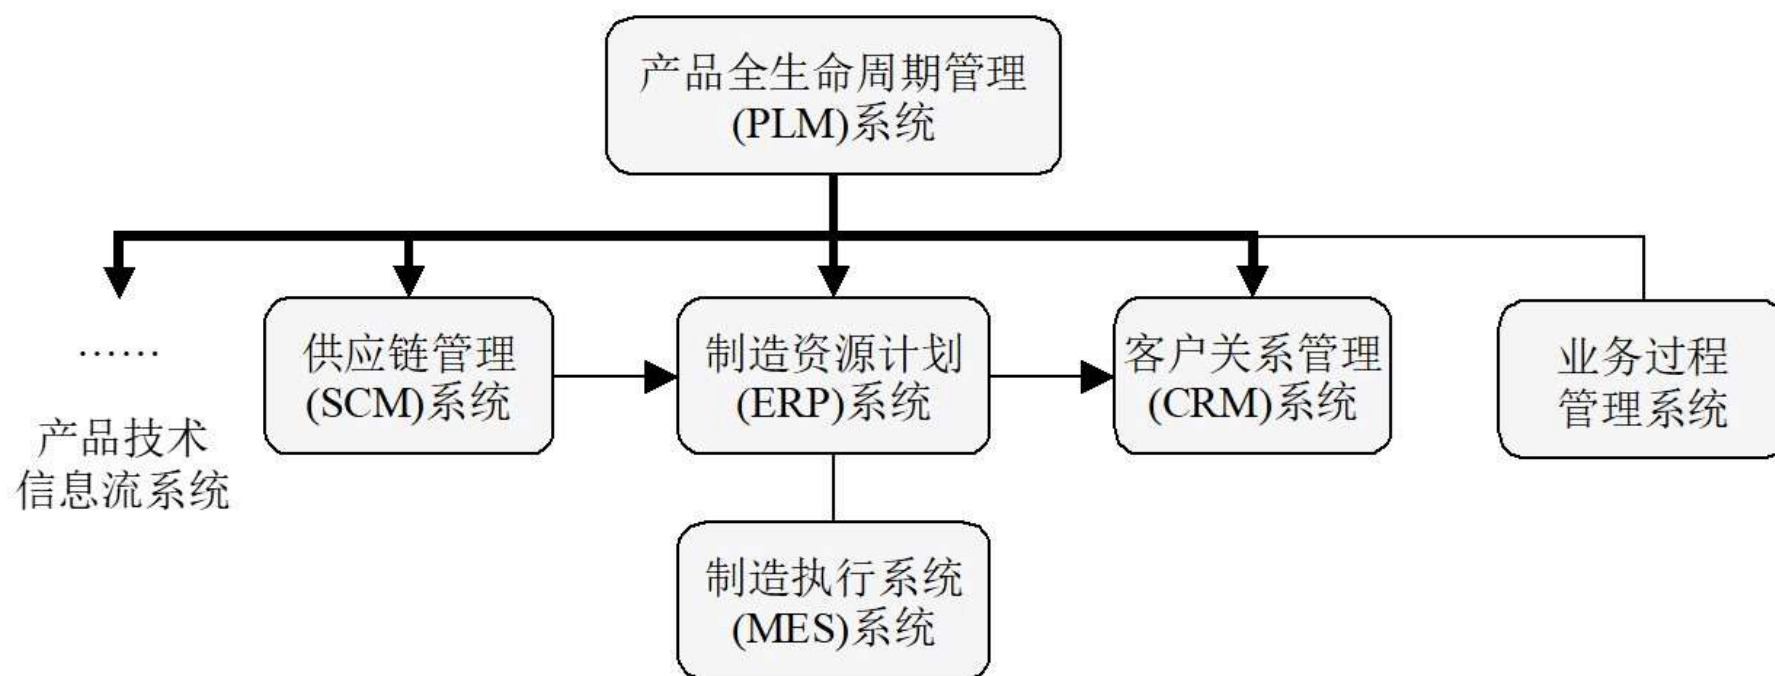 产品全生命周期管理
(PLM)系统
……
产品技术
信息流系统
供应链管理
(SCM)系统
制造资源计划
(ERP)系统
客户关系管理
(CRM)系统
业务过程
管理系统
制造执行系统
(MES)系统